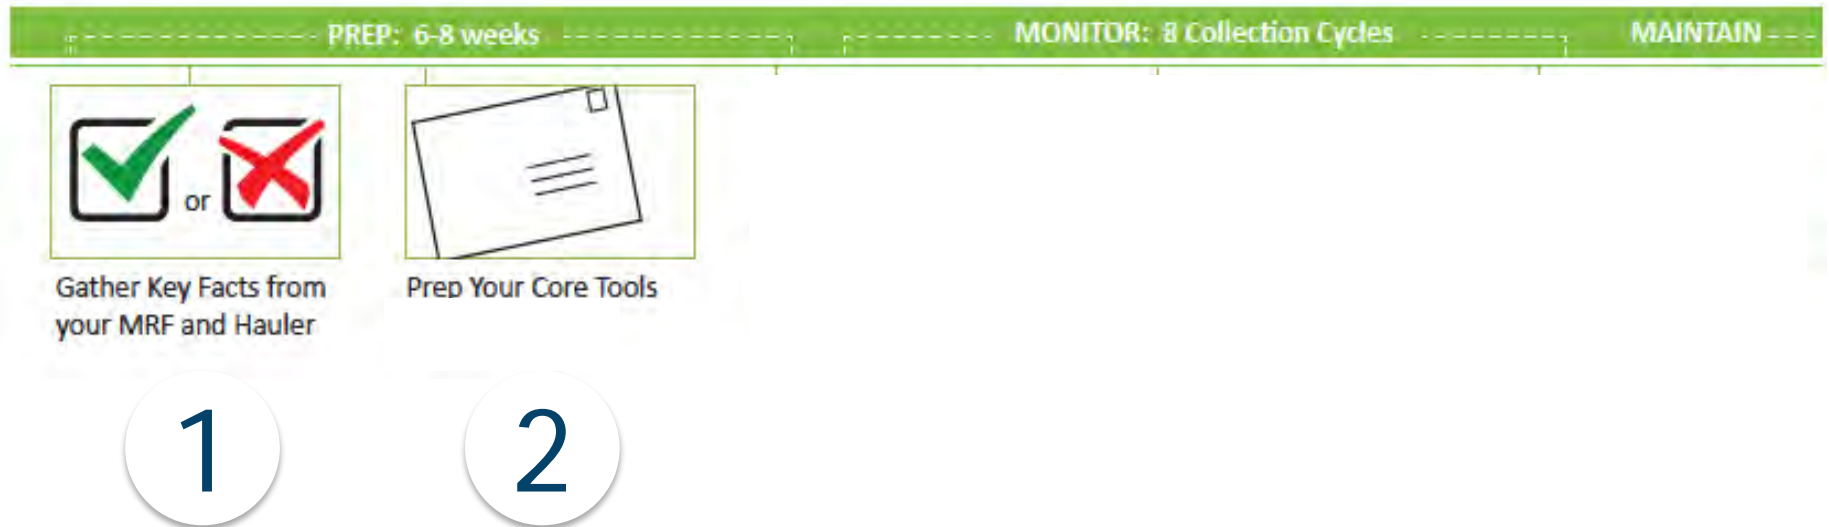 PREP: 6-8 weeks
MONITOR: 8 Collection Cycles
MAINTAIN
or
Gather Key Facts from
your MRF and Hauler
Prep Your Core Tools
1
2